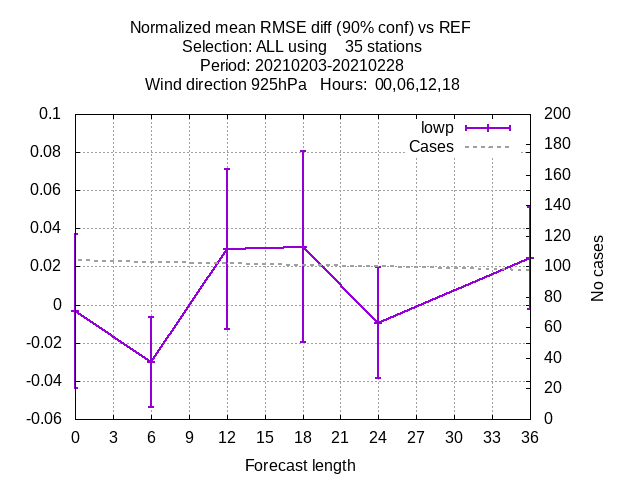 Normalized mean RMSE diff (90% conf) vs REF
Selection: ALL using    35 stations
Period: 20210203-20210228
Wind direction 925hPa   Hours:  00,06,12,18
0.1
0.08
0.06
0.04
0.02
0
-0.02
-0.04
-0.06
200
180
160
140
120
100
80
60
40
20
0
lowp
Cases
No cases
0 3 6 9 12 15 18 21 24 27 30 33 36
Forecast length